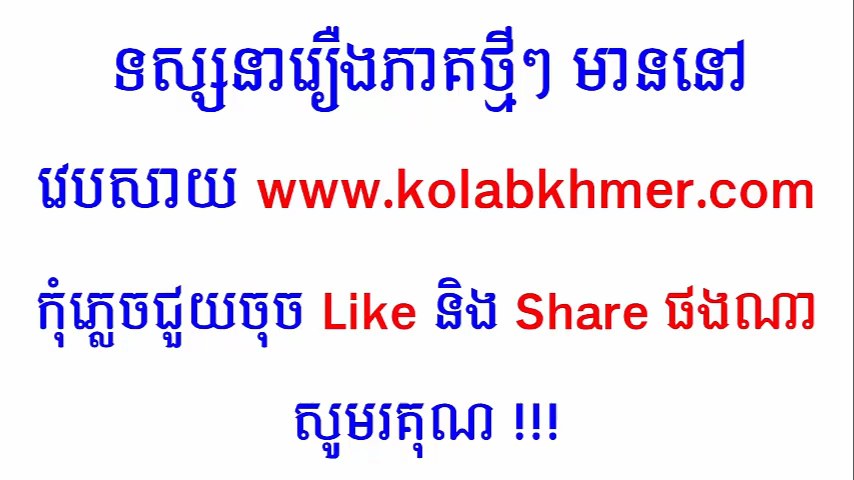 ទស្សនារឿងភាគថ្មីៗ មាននៅ
វេបសាយ www.kolabkhmer.com
កុំភ្លេចជួយចុច Like និង Share ផងណា
សូមរគុណ !!!